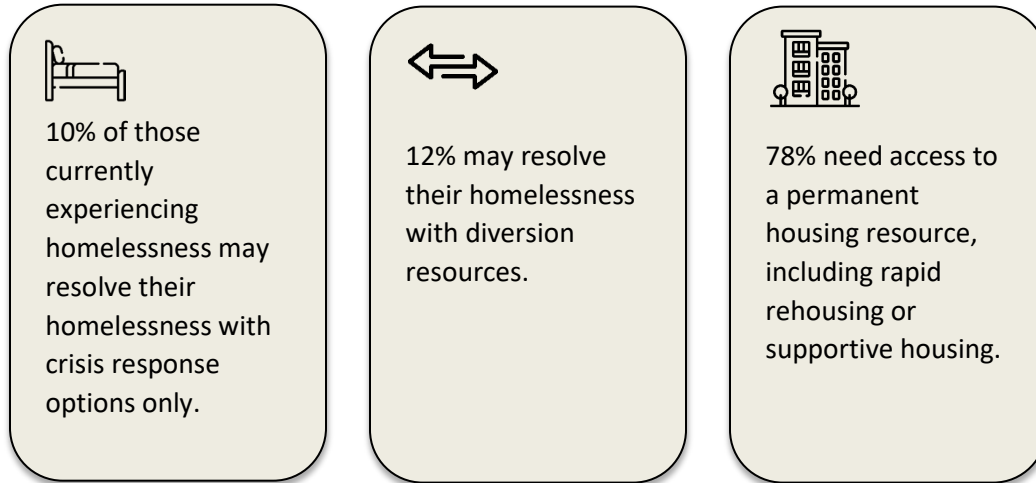 10% of those
currently
experiencing
homelessness may
resolve their
homelessness with
crisis response
options only.
12% may resolve
their homelessness
with diversion
resources.
78% need access to
a permanent
housing resource,
including rapid
rehousing or
supportive housing.